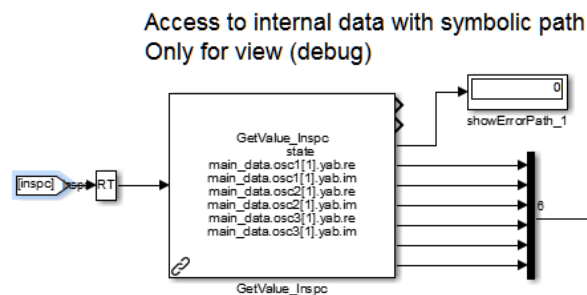 Access to internal data with symbolic path
Only for view (debug)
0
showErrorPath_1
GetValue_Inspc
state
main_data.osc1[1].yab.re
main_data.osc1[1].yab.im
main_data.osc2[1].yab.re
main_data.osc2[1].yab.im
main_data.osc3[1].yab.re
main_data.osc3[1].yab.im
[inspc]
RT
6
GetValue_Inspc